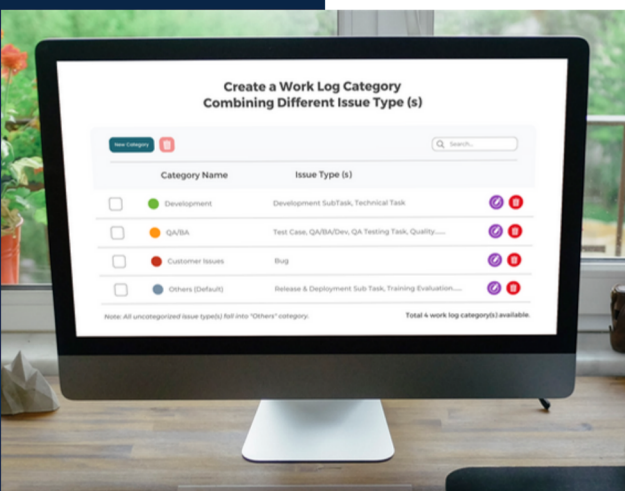 Create a Work Log Category
Combining Different Issue Type (s)
New Category
Search...
Category Name Issue Type (s)
Development Development SubTask, Technical Task
QA/BA Test Case, QA/BA/Dev, QA Testing Task, Quality......
Customer Issues Bug
Others (Default) Release & Deployment Sub Task, Training Evaluation......
Note: All uncategorized issue type(s) fall into "Others" category. Total 4 work log category(s) available.